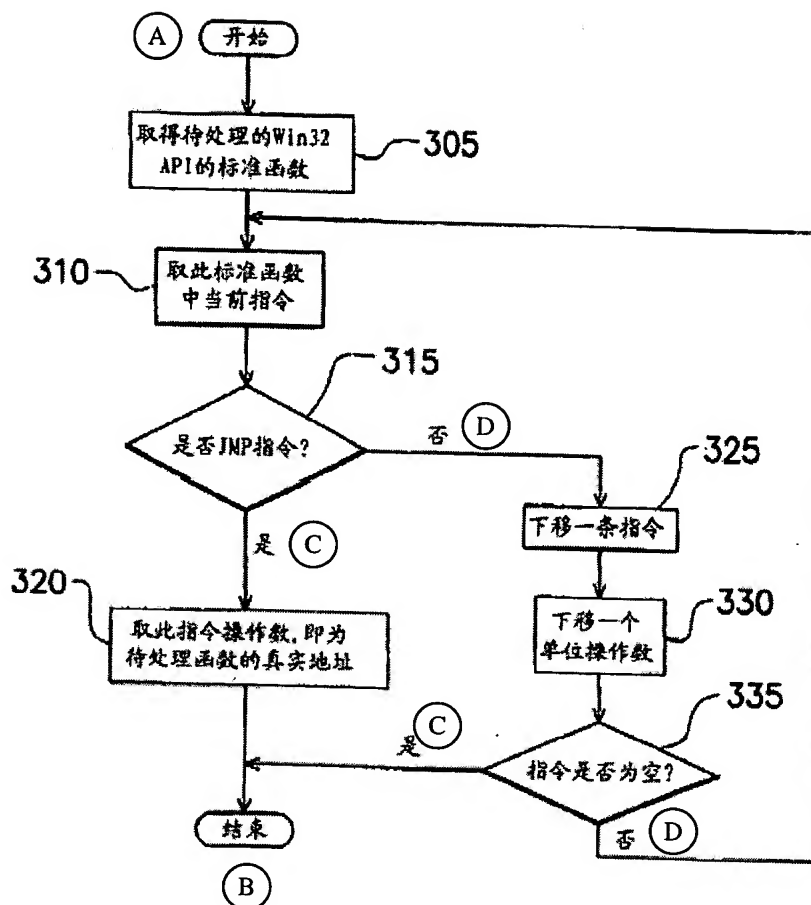 A
开始
取得待处理的Win32
API的标准函数
305
310
取此标准函数
中当前指令
315
是否JMP指令?
否
D
325
下移一条指令
是
C
320
取此指令操作数,即为
待处理函数的真实地址
330
下移一个
单位操作数
335
C
是
指令是否为空?
否
D
结束
B